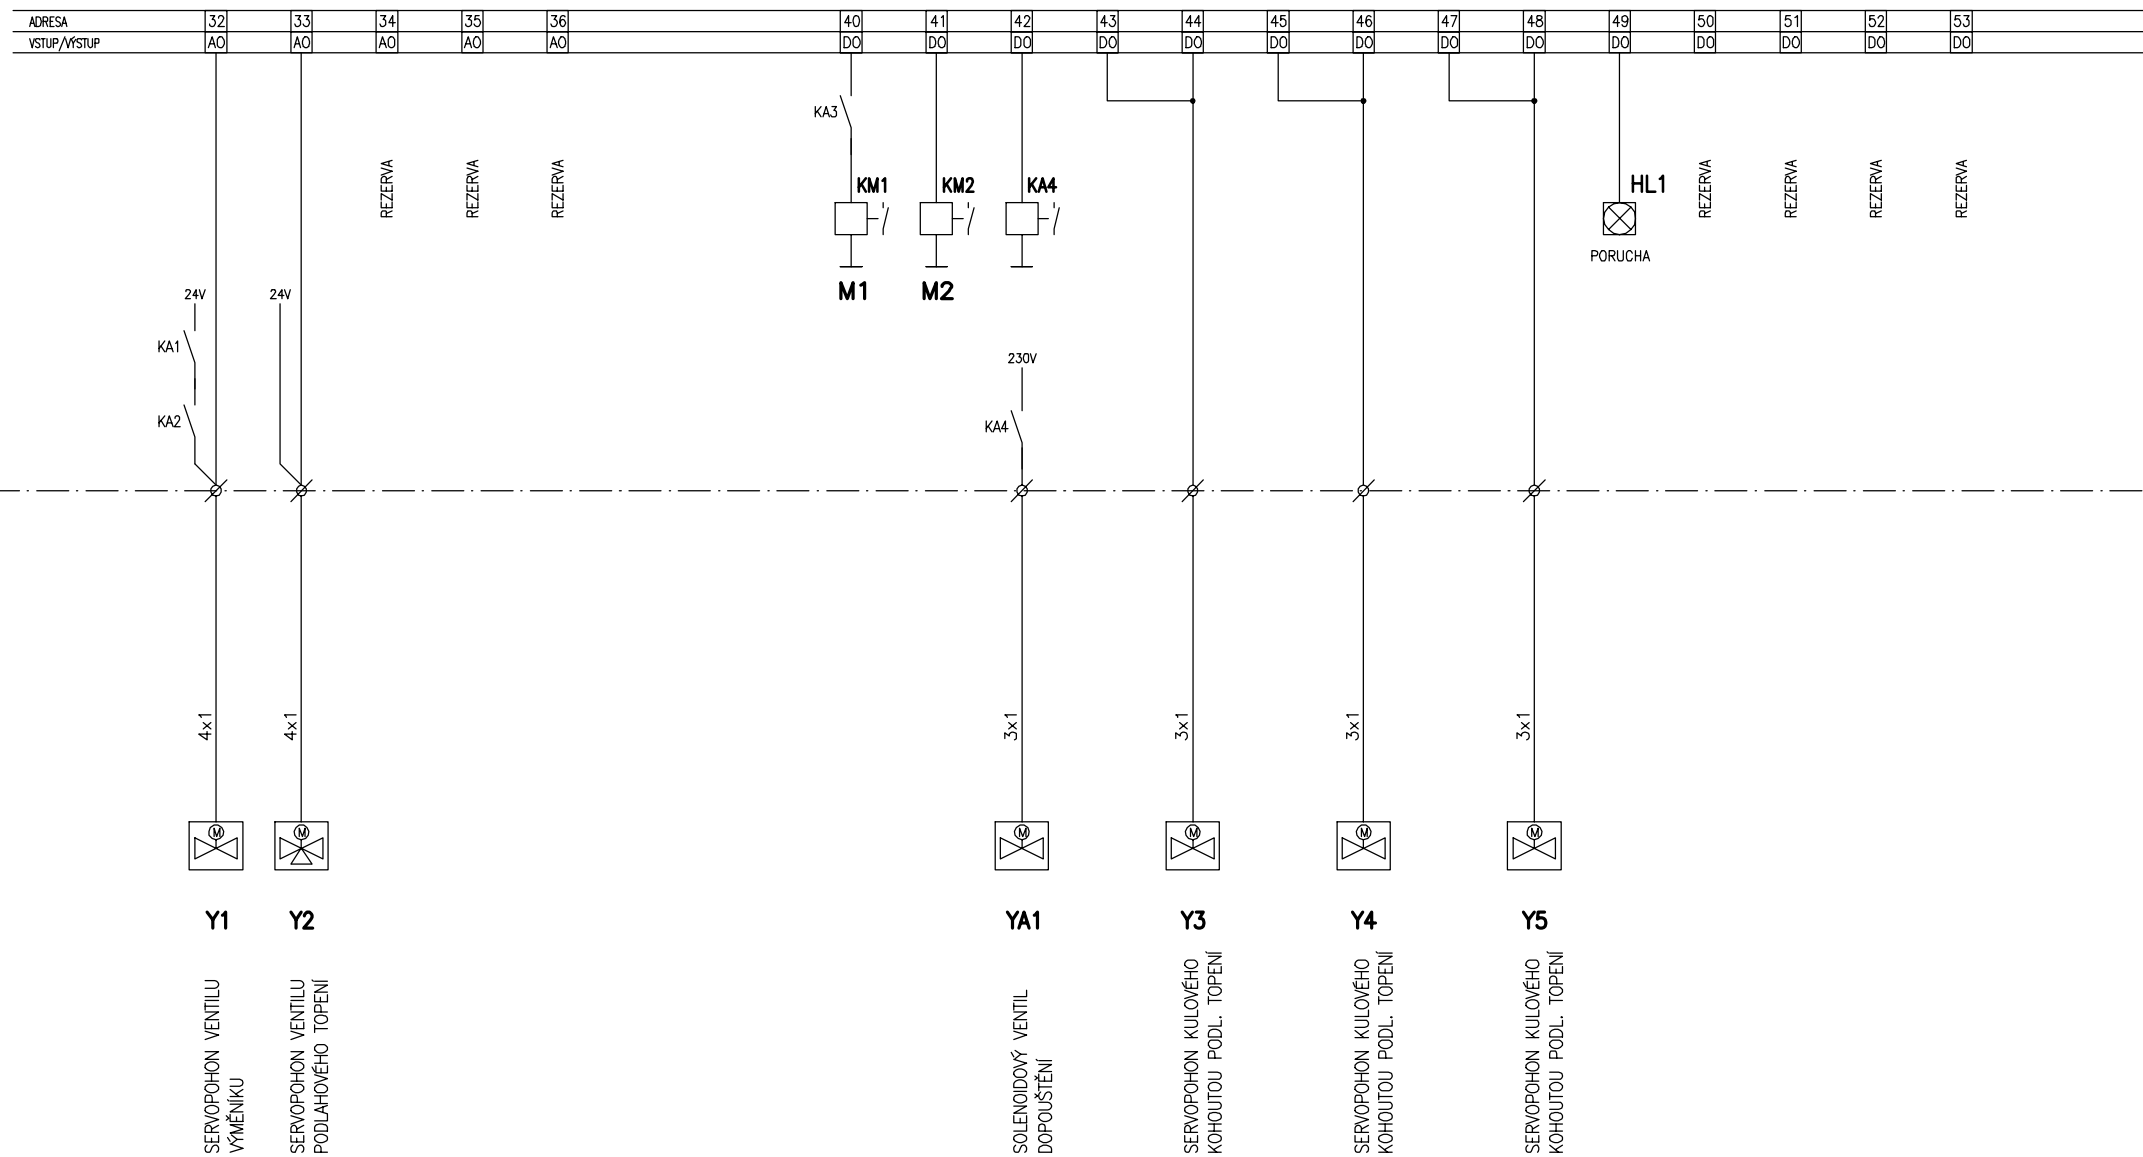 ADRESA 32 33 34 35 36 40 41 42 43 44 45 46 47 48 49 50 51 52 53
VSTUP/VÝSTUP AO AO AO AO AO DO DO DO DO DO DO DO DO DO DO DO DO DO DO
KA3
REZERVA REZERVA REZERVA REZERVA REZERVA REZERVA REZERVA
KM1 KM2 KA4 HL1
PORUCHA
M1 M2
24V 24V
KA1
230V
KA2
KA4
4x1 4x1 3x1 3x1 3x1 3x1
M M M M M M
Y1 Y2 YA1 Y3 Y4 Y5
SERVOPOHON VENTILU
VÝMĚNÍKU
SERVOPOHON VENTILU
PODLAHOVÉHO TOPENÍ
SOLENOIDOVÝ VENTIL
DOPOUŠTĚNÍ
SERVOPOHON KULOVÉHO
KOHOUTOU PODL. TOPENÍ
SERVOPOHON KULOVÉHO
KOHOUTOU PODL. TOPENÍ
SERVOPOHON KULOVÉHO
KOHOUTOU PODL. TOPENÍ